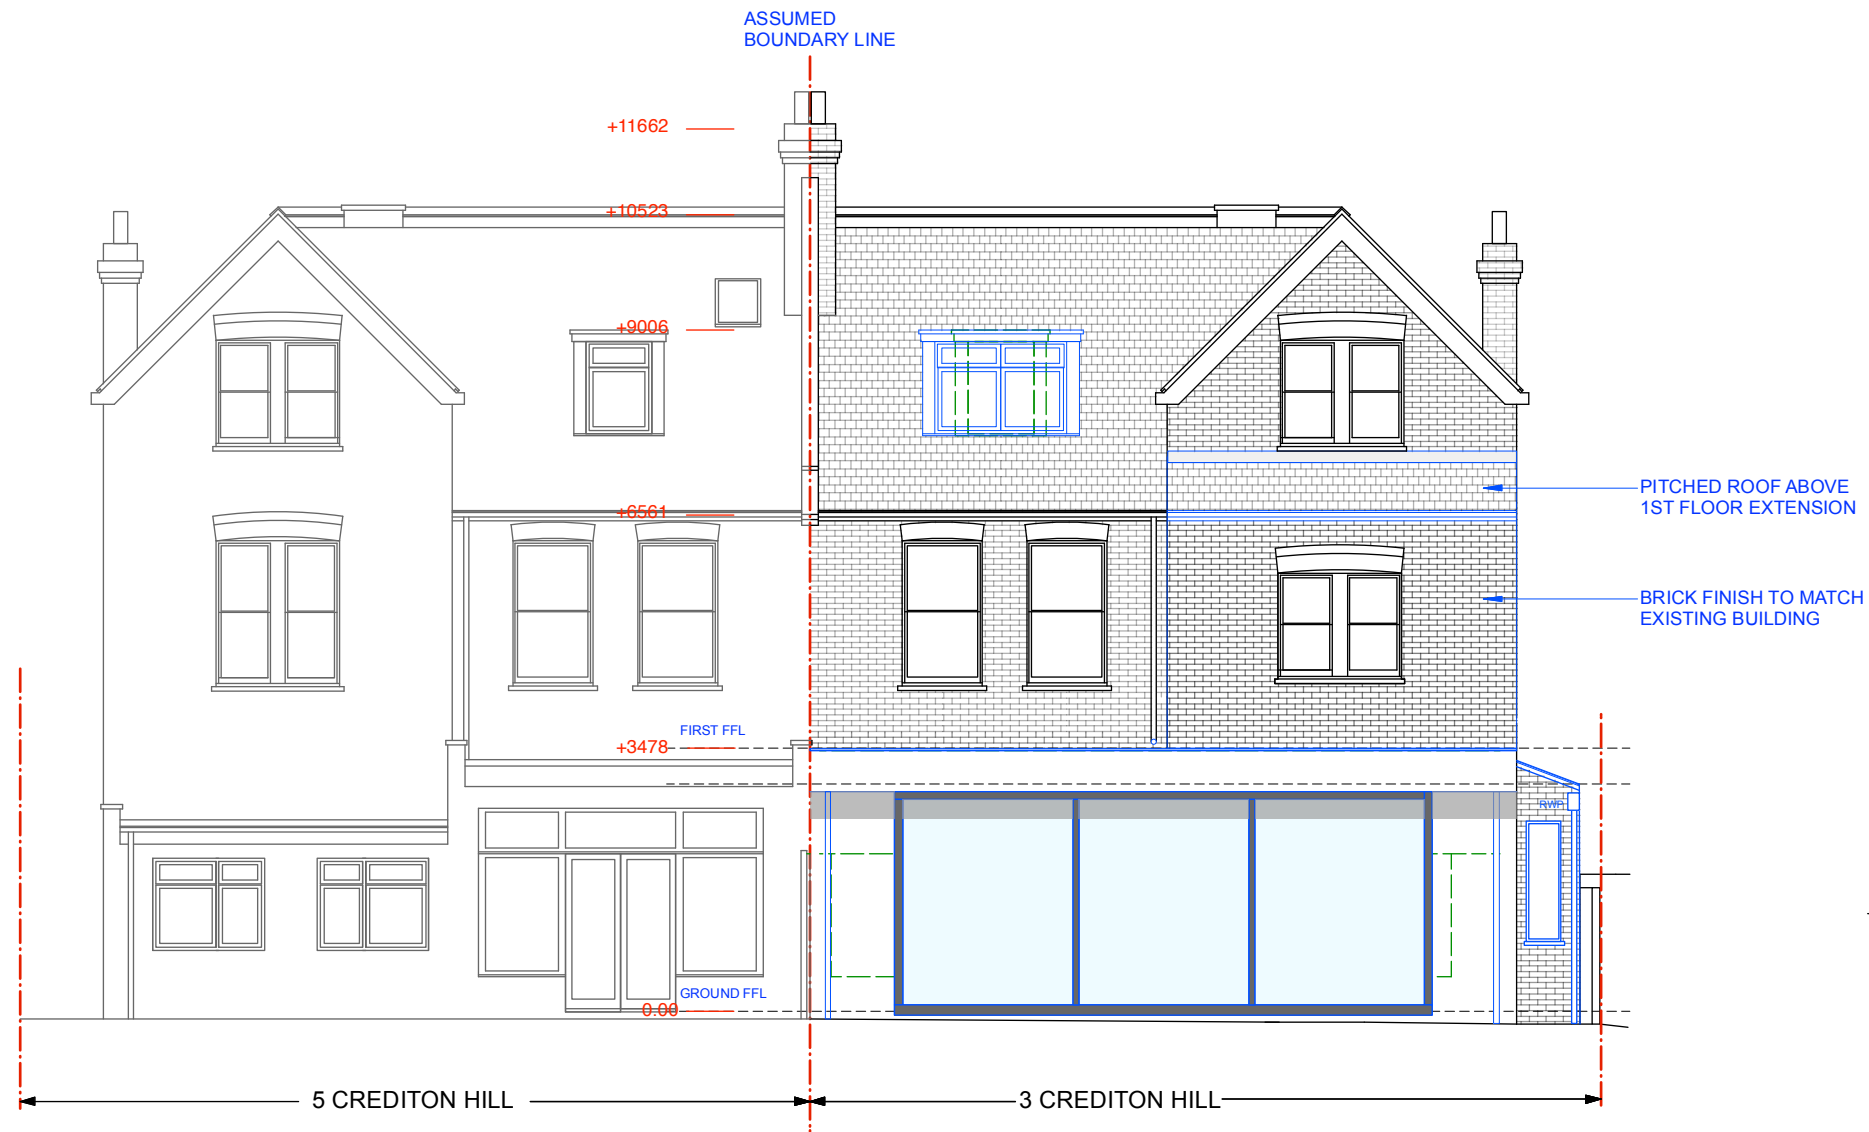 ASSUMED
BOUNDARY LINE
+11662
+10523
+9006
+6561
PITCHED ROOF ABOVE
1ST FLOOR EXTENSION
BRICK FINISH TO MATCH
EXISTING BUILDING
FIRST FFL
+3478
RWP
GROUND FFL
0.00
5 CREDITON HILL
3 CREDITON HILL